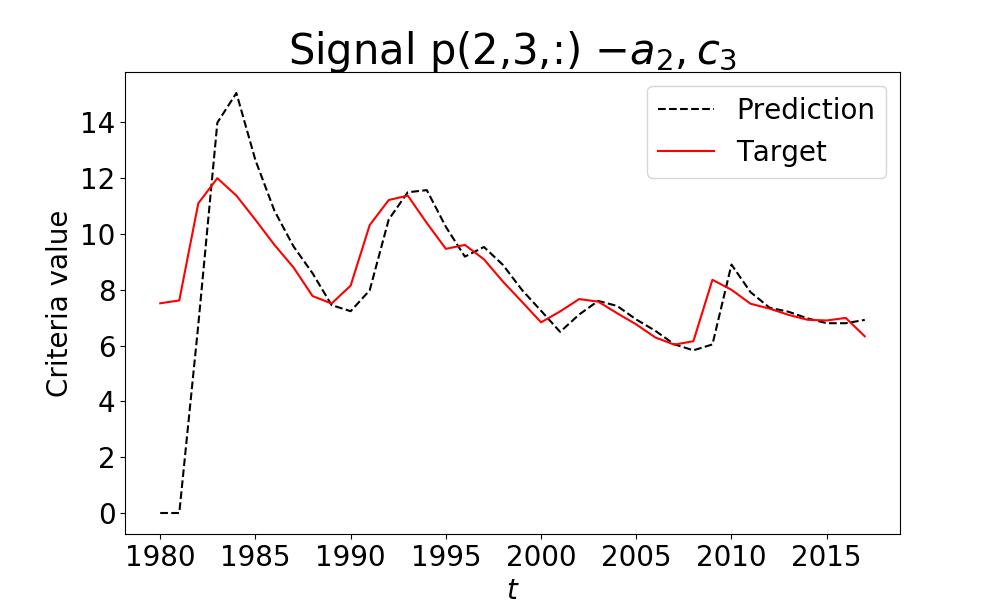 Signal p(2,3,:) −a₂, c₃
Prediction
Target
Criteria value
14
12
10
8
6
4
2
0
1980 1985 1990 1995 2000 2005 2010 2015
t